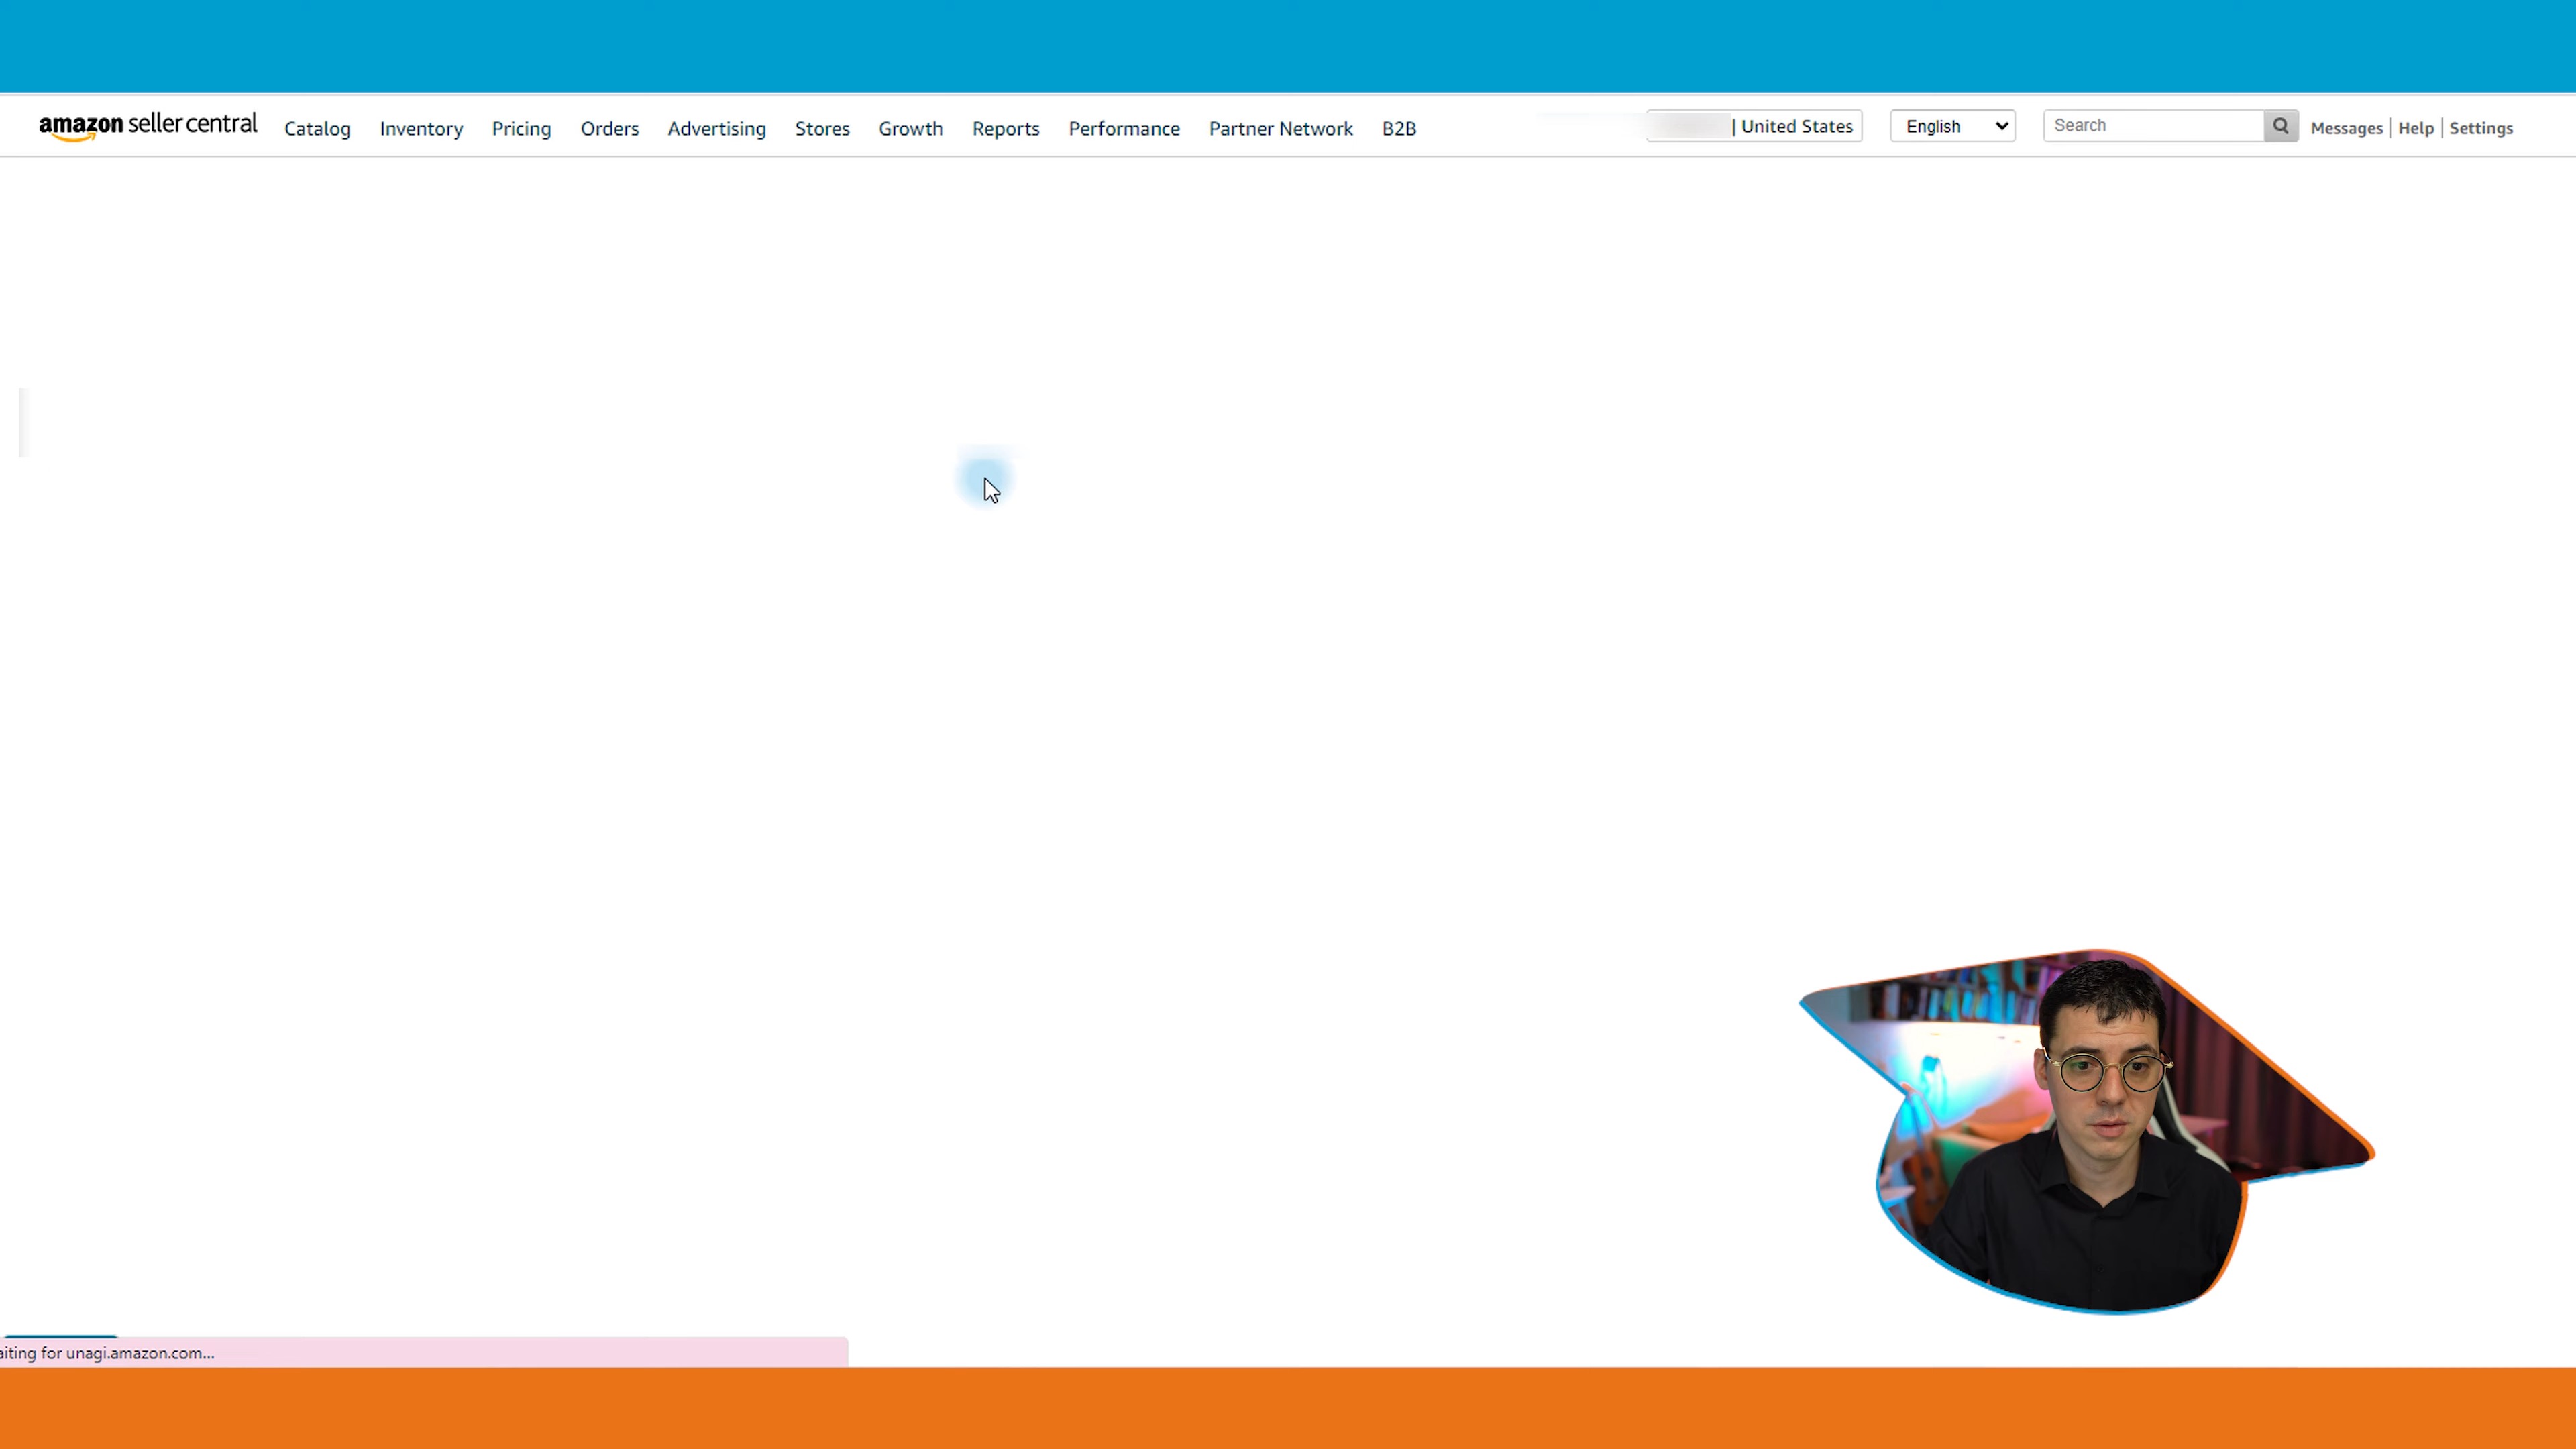 amazon seller central Catalog Inventory Pricing Orders Advertising Stores Growth Reports Performance Partner Network B2B | United States English Search Messages | Help | Settings
aiting for unagi.amazon.com...